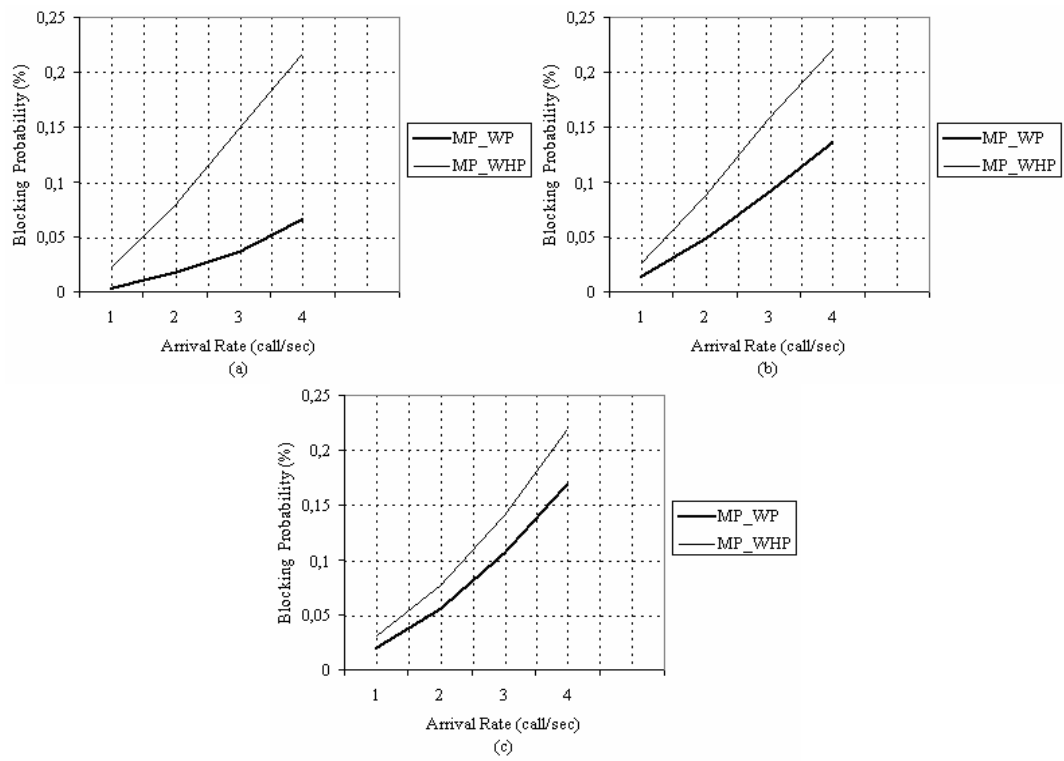 Blocking Probability (%)
0,25
0,2
0,15
0,1
0,05
0
1 2 3 4
Arrival Rate (call/sec)
(a)
MP_WP
MP_WHP
Blocking Probability (%)
0,25
0,2
0,15
0,1
0,05
0
1 2 3 4
Arrival Rate (call/sec)
(b)
MP_WP
MP_WHP
Blocking Probability (%)
0,25
0,2
0,15
0,1
0,05
0
1 2 3 4
Arrival Rate (call/sec)
(c)
MP_WP
MP_WHP